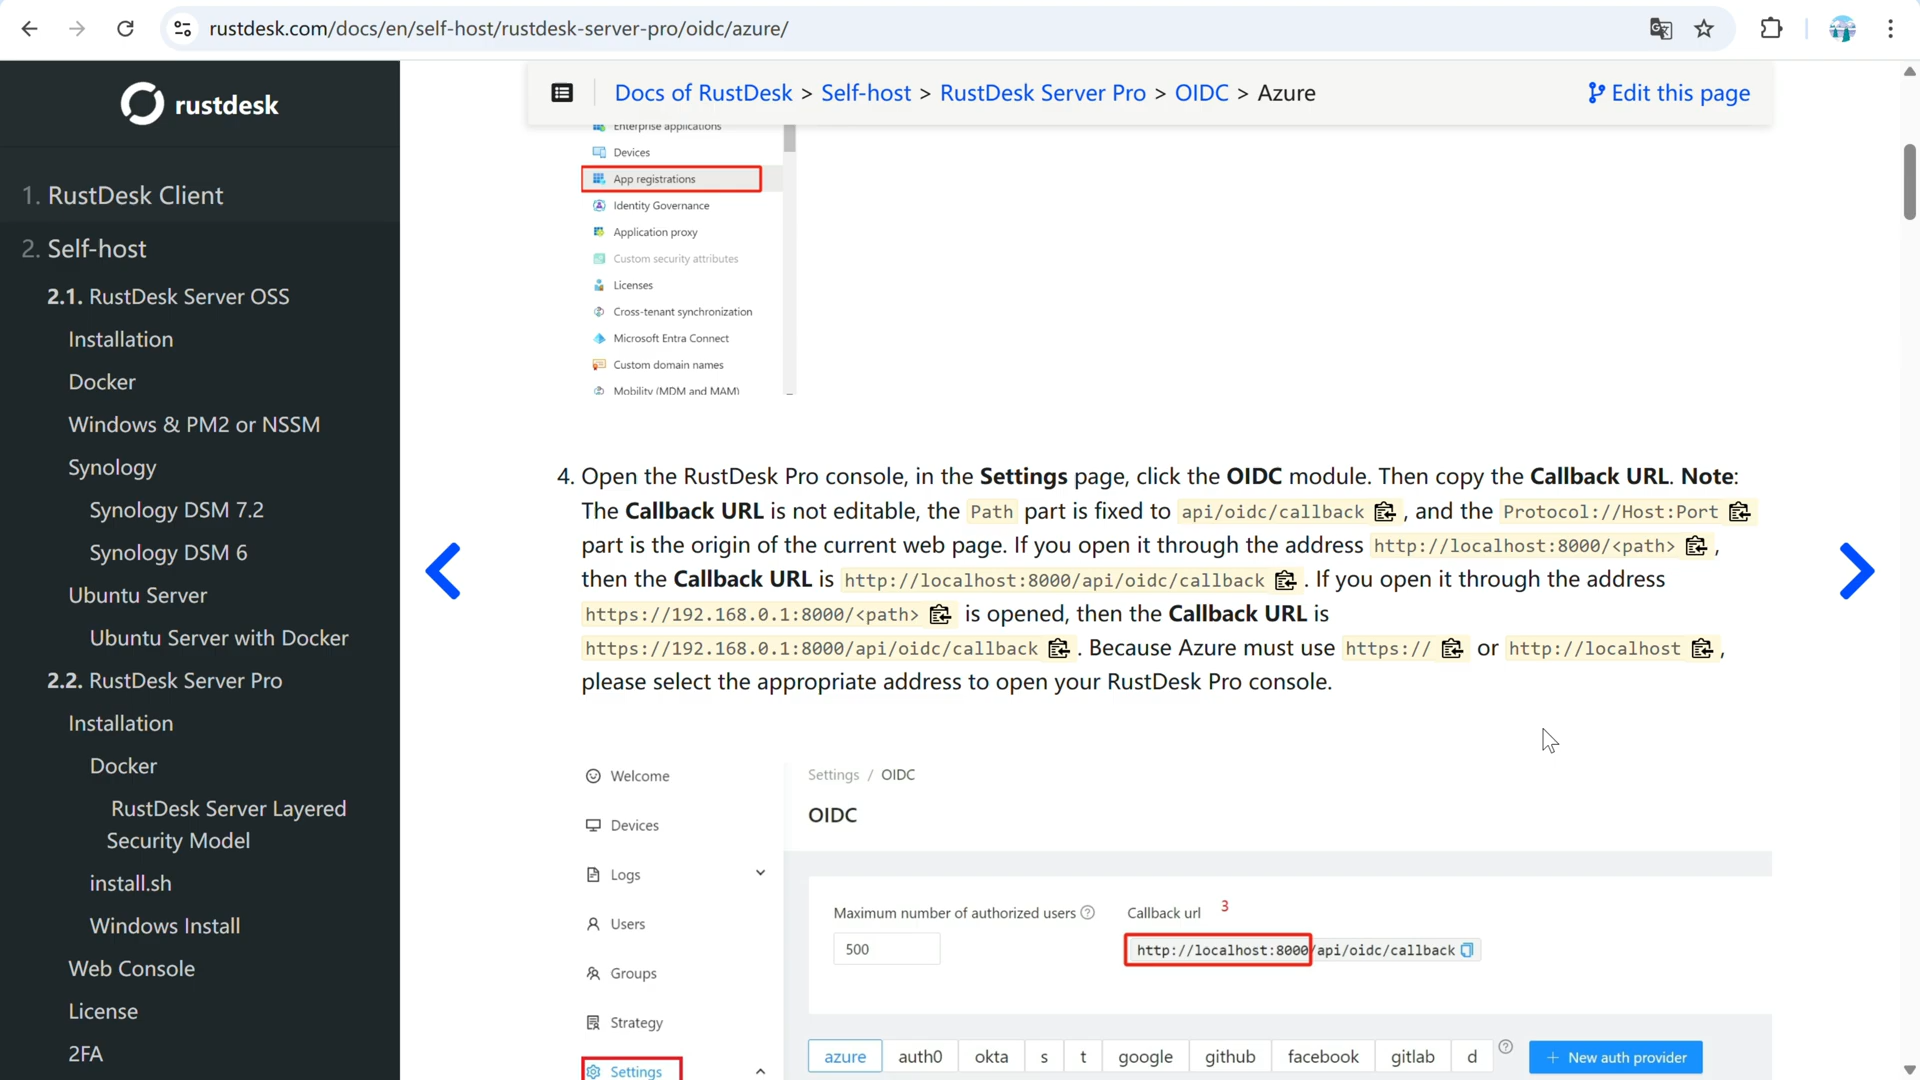 rustdesk.com/docs/en/self-host/rustdesk-server-pro/oidc/azure/
rustdesk
1. RustDesk Client
2. Self-host
2.1. RustDesk Server OSS
Installation
Docker
Windows & PM2 or NSSM
Synology
Synology DSM 7.2
Synology DSM 6
Ubuntu Server
Ubuntu Server with Docker
2.2. RustDesk Server Pro
Installation
Docker
RustDesk Server Layered
Security Model
install.sh
Windows Install
Web Console
License
2FA
Docs of RustDesk > Self-host > RustDesk Server Pro > OIDC > Azure
Edit this page
Enterprise applications
Devices
App registrations
Identity Governance
Application proxy
Custom security attributes
Licenses
Cross-tenant synchronization
Microsoft Entra Connect
Custom domain names
Mobility (MDM and MAM)
4. Open the RustDesk Pro console, in the Settings page, click the OIDC module. Then copy the Callback URL. Note:
The Callback URL is not editable, the Path part is fixed to api/oidc/callback , and the Protocol://Host:Port
part is the origin of the current web page. If you open it through the address http://localhost:8000/<path> ,
then the Callback URL is http://localhost:8000/api/oidc/callback . If you open it through the address
https://192.168.0.1:8000/<path> is opened, then the Callback URL is
https://192.168.0.1:8000/api/oidc/callback . Because Azure must use https:// or http://localhost ,
please select the appropriate address to open your RustDesk Pro console.
Welcome
Devices
Logs
Users
Groups
Strategy
Settings
Settings / OIDC
OIDC
Maximum number of authorized users
500
Callback url 3
http://localhost:8000/api/oidc/callback
azure auth0 okta s t google github facebook gitlab d
+ New auth provider